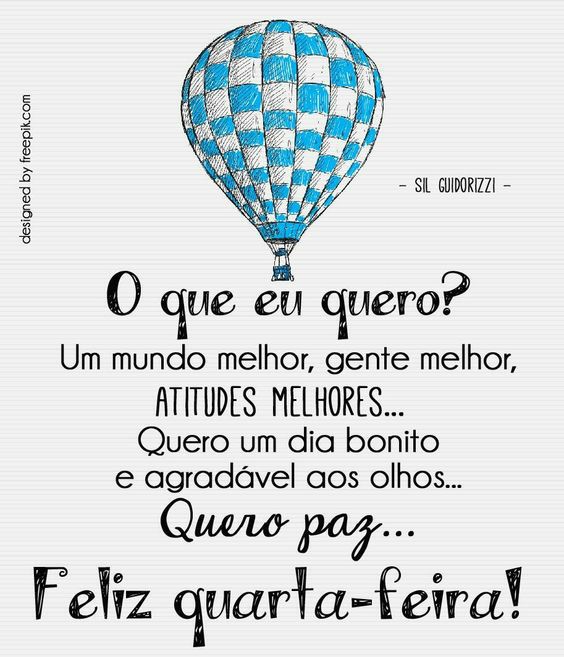 designed by freepik.com
- SIL GUIDORIZZI -
O que eu quero?
Um mundo melhor, gente melhor,
ATITUDES MELHORES...
Quero um dia bonito
e agradável aos olhos...
Quero paz...
Feliz quarta-feira!